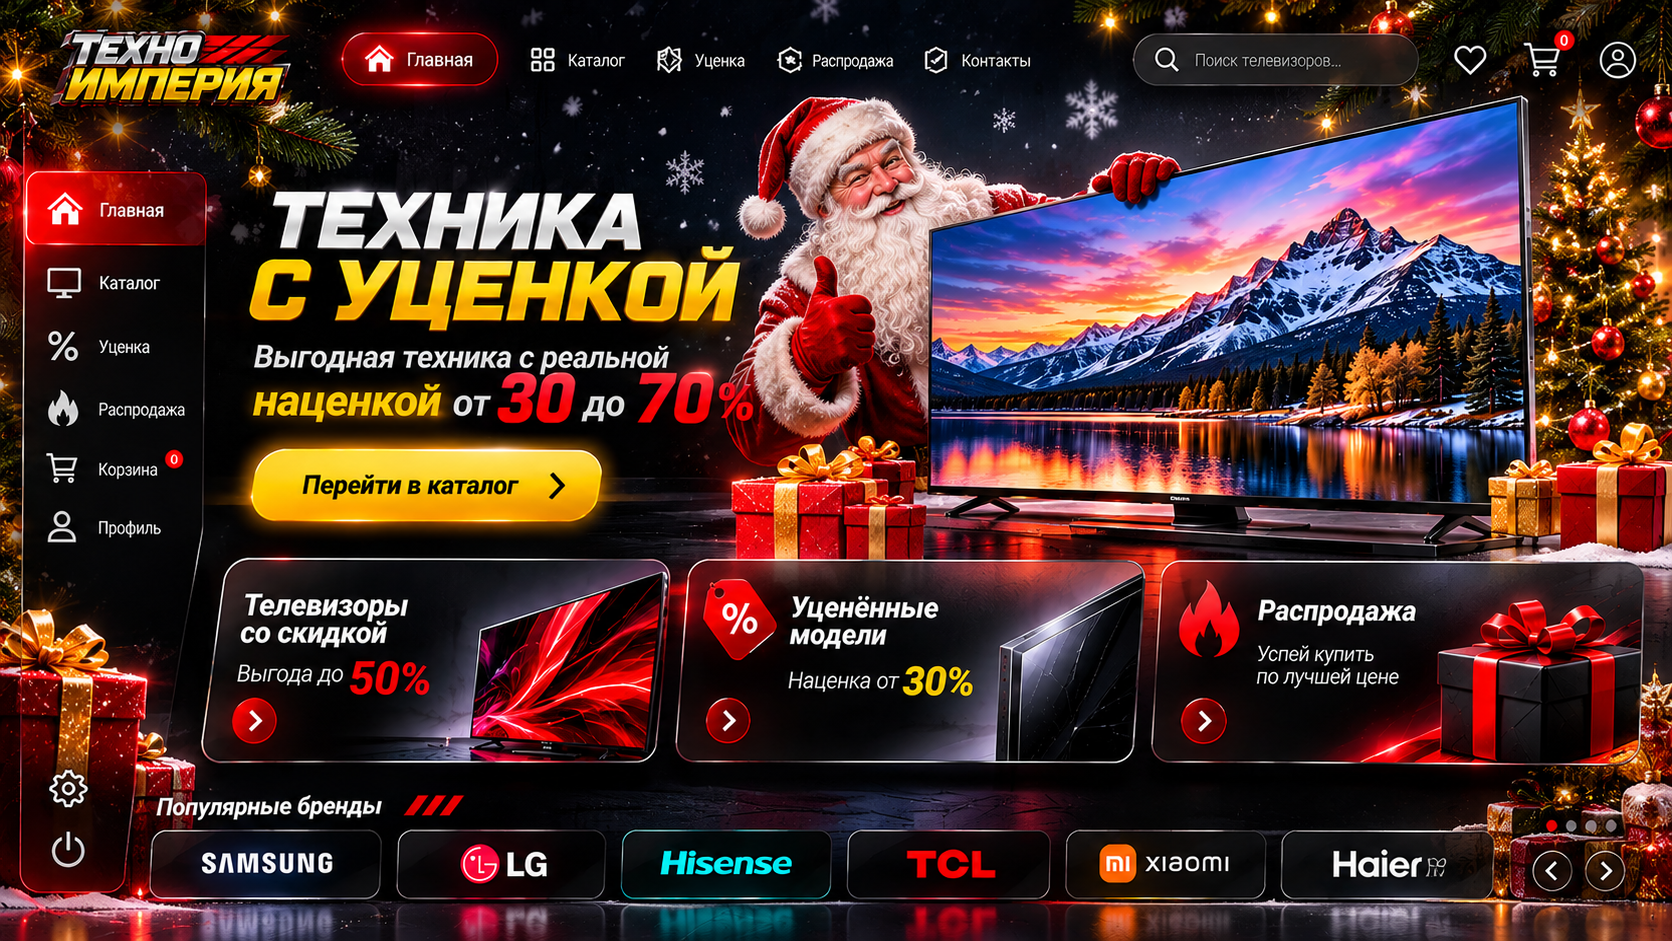 ТЕХНО
ИМПЕРИЯ
Главная
Каталог
Уценка
Распродажа
Контакты
Поиск телевизоров...
0
Главная
Каталог
Уценка
Распродажа
Корзина 0
Профиль
ТЕХНИКА
С УЦЕНКОЙ
Выгодная техника с реальной
наценкой от 30 до 70%
Перейти в каталог
Телевизоры
со скидкой
Выгода до 50%
%
Уценённые
модели
Наценка от 30%
Распродажа
Успей купить
по лучшей цене
Популярные бренды
SAMSUNG
LG
Hisense
TCL
mi xiaomi
Haier